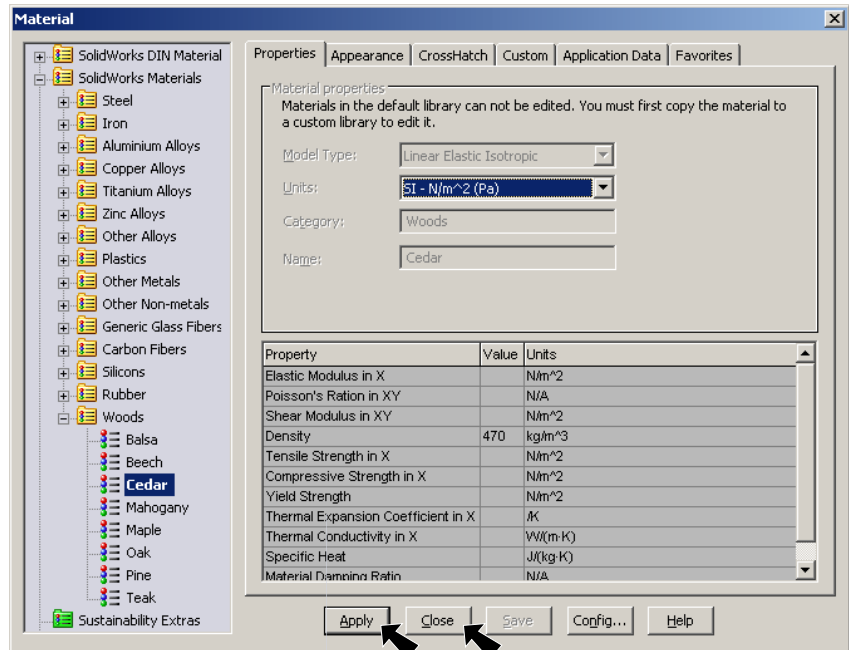 Material
SolidWorks DIN Material
SolidWorks Materials
Steel
Iron
Aluminium Alloys
Copper Alloys
Titanium Alloys
Zinc Alloys
Other Alloys
Plastics
Other Metals
Other Non-metals
Generic Glass Fibers
Carbon Fibers
Silicons
Rubber
Woods
Balsa
Beech
Cedar
Mahogany
Maple
Oak
Pine
Teak
Sustainability Extras
Properties Appearance CrossHatch Custom Application Data Favorites
Material properties
Materials in the default library can not be edited. You must first copy the material to
a custom library to edit it.
Model Type: Linear Elastic Isotropic
Units: SI - N/m^2 (Pa)
Category: Woods
Name: Cedar
Property Value Units
Elastic Modulus in X N/m^2
Poisson's Ration in XY N/A
Shear Modulus in XY N/m^2
Density 470 kg/m^3
Tensile Strength in X N/m^2
Compressive Strength in X N/m^2
Yield Strength N/m^2
Thermal Expansion Coefficient in X /K
Thermal Conductivity in X W/(m·K)
Specific Heat J/(kg·K)
Material Damping Ratio N/A
Apply Close Save Config... Help